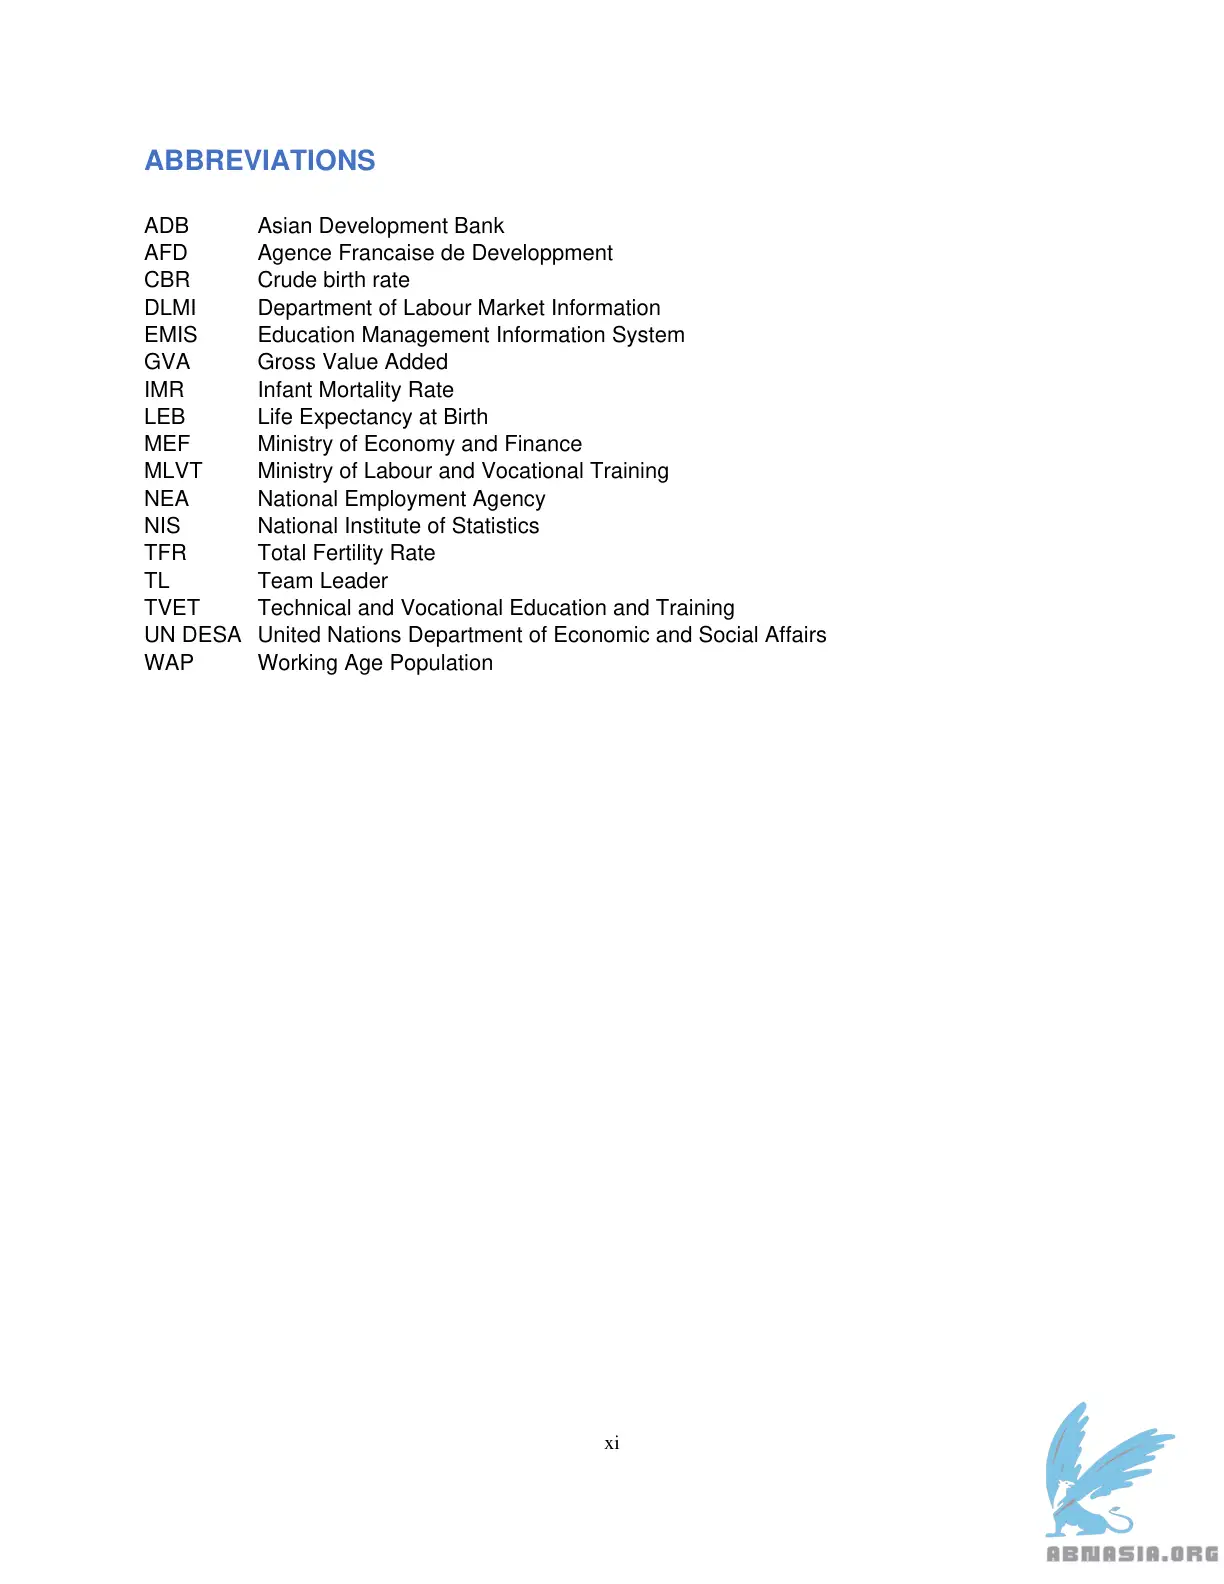 ABBREVIATIONS
ADB Asian Development Bank
AFD Agence Francaise de Developpment
CBR Crude birth rate
DLMI Department of Labour Market Information
EMIS Education Management Information System
GVA Gross Value Added
IMR Infant Mortality Rate
LEB Life Expectancy at Birth
MEF Ministry of Economy and Finance
MLVT Ministry of Labour and Vocational Training
NEA National Employment Agency
NIS National Institute of Statistics
TFR Total Fertility Rate
TL Team Leader
TVET Technical and Vocational Education and Training
UN DESA United Nations Department of Economic and Social Affairs
WAP Working Age Population
xi
ABNASIA.ORG